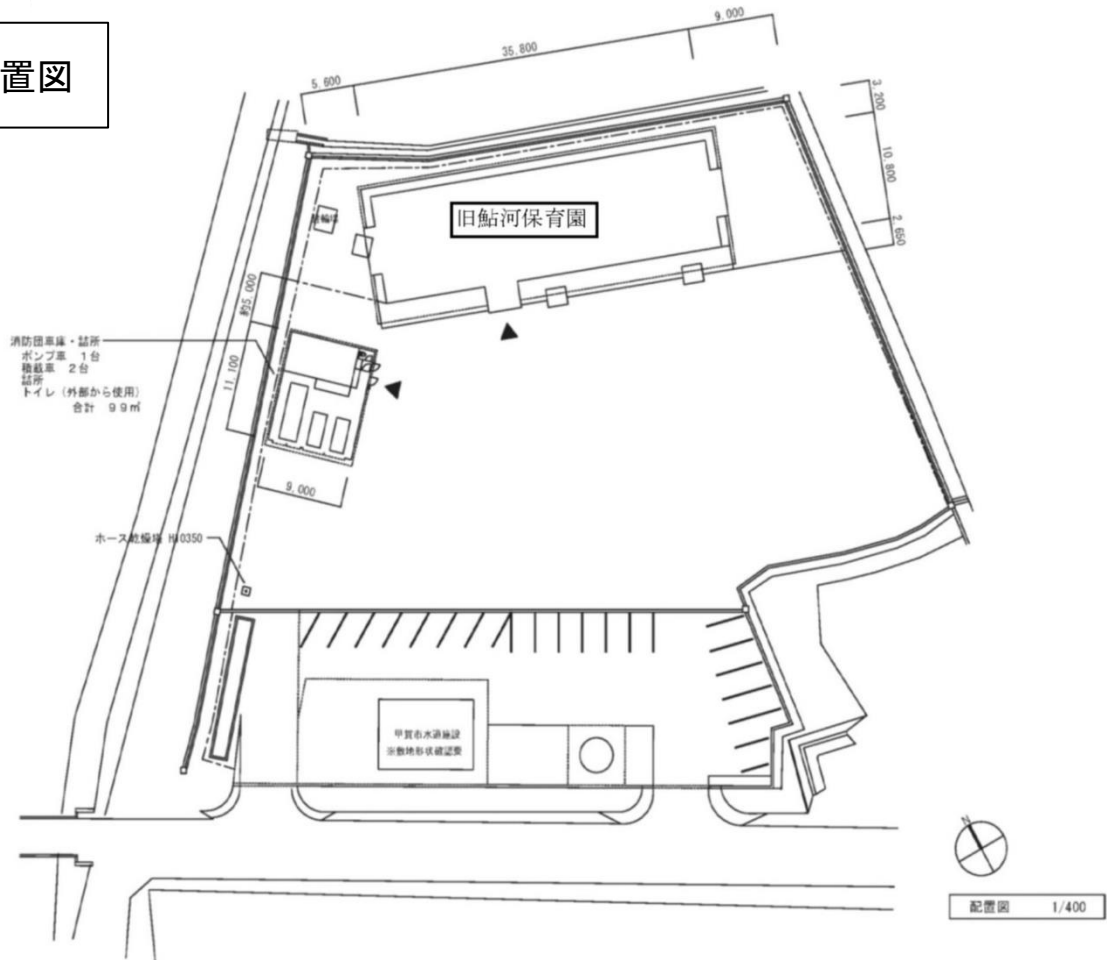 置図
9.000
35.800
5.600
3.200
10.800
2.650
旧鮎河保育園
約5.000
11.100
消防団車庫・詰所
ポンプ車 1台
積載車 2台
詰所
トイレ（外部から使用）
合計 99㎡
9.000
ホース乾燥塔 H10350
甲賀市水道施設
※敷地形状確認要
N
配置図 1/400